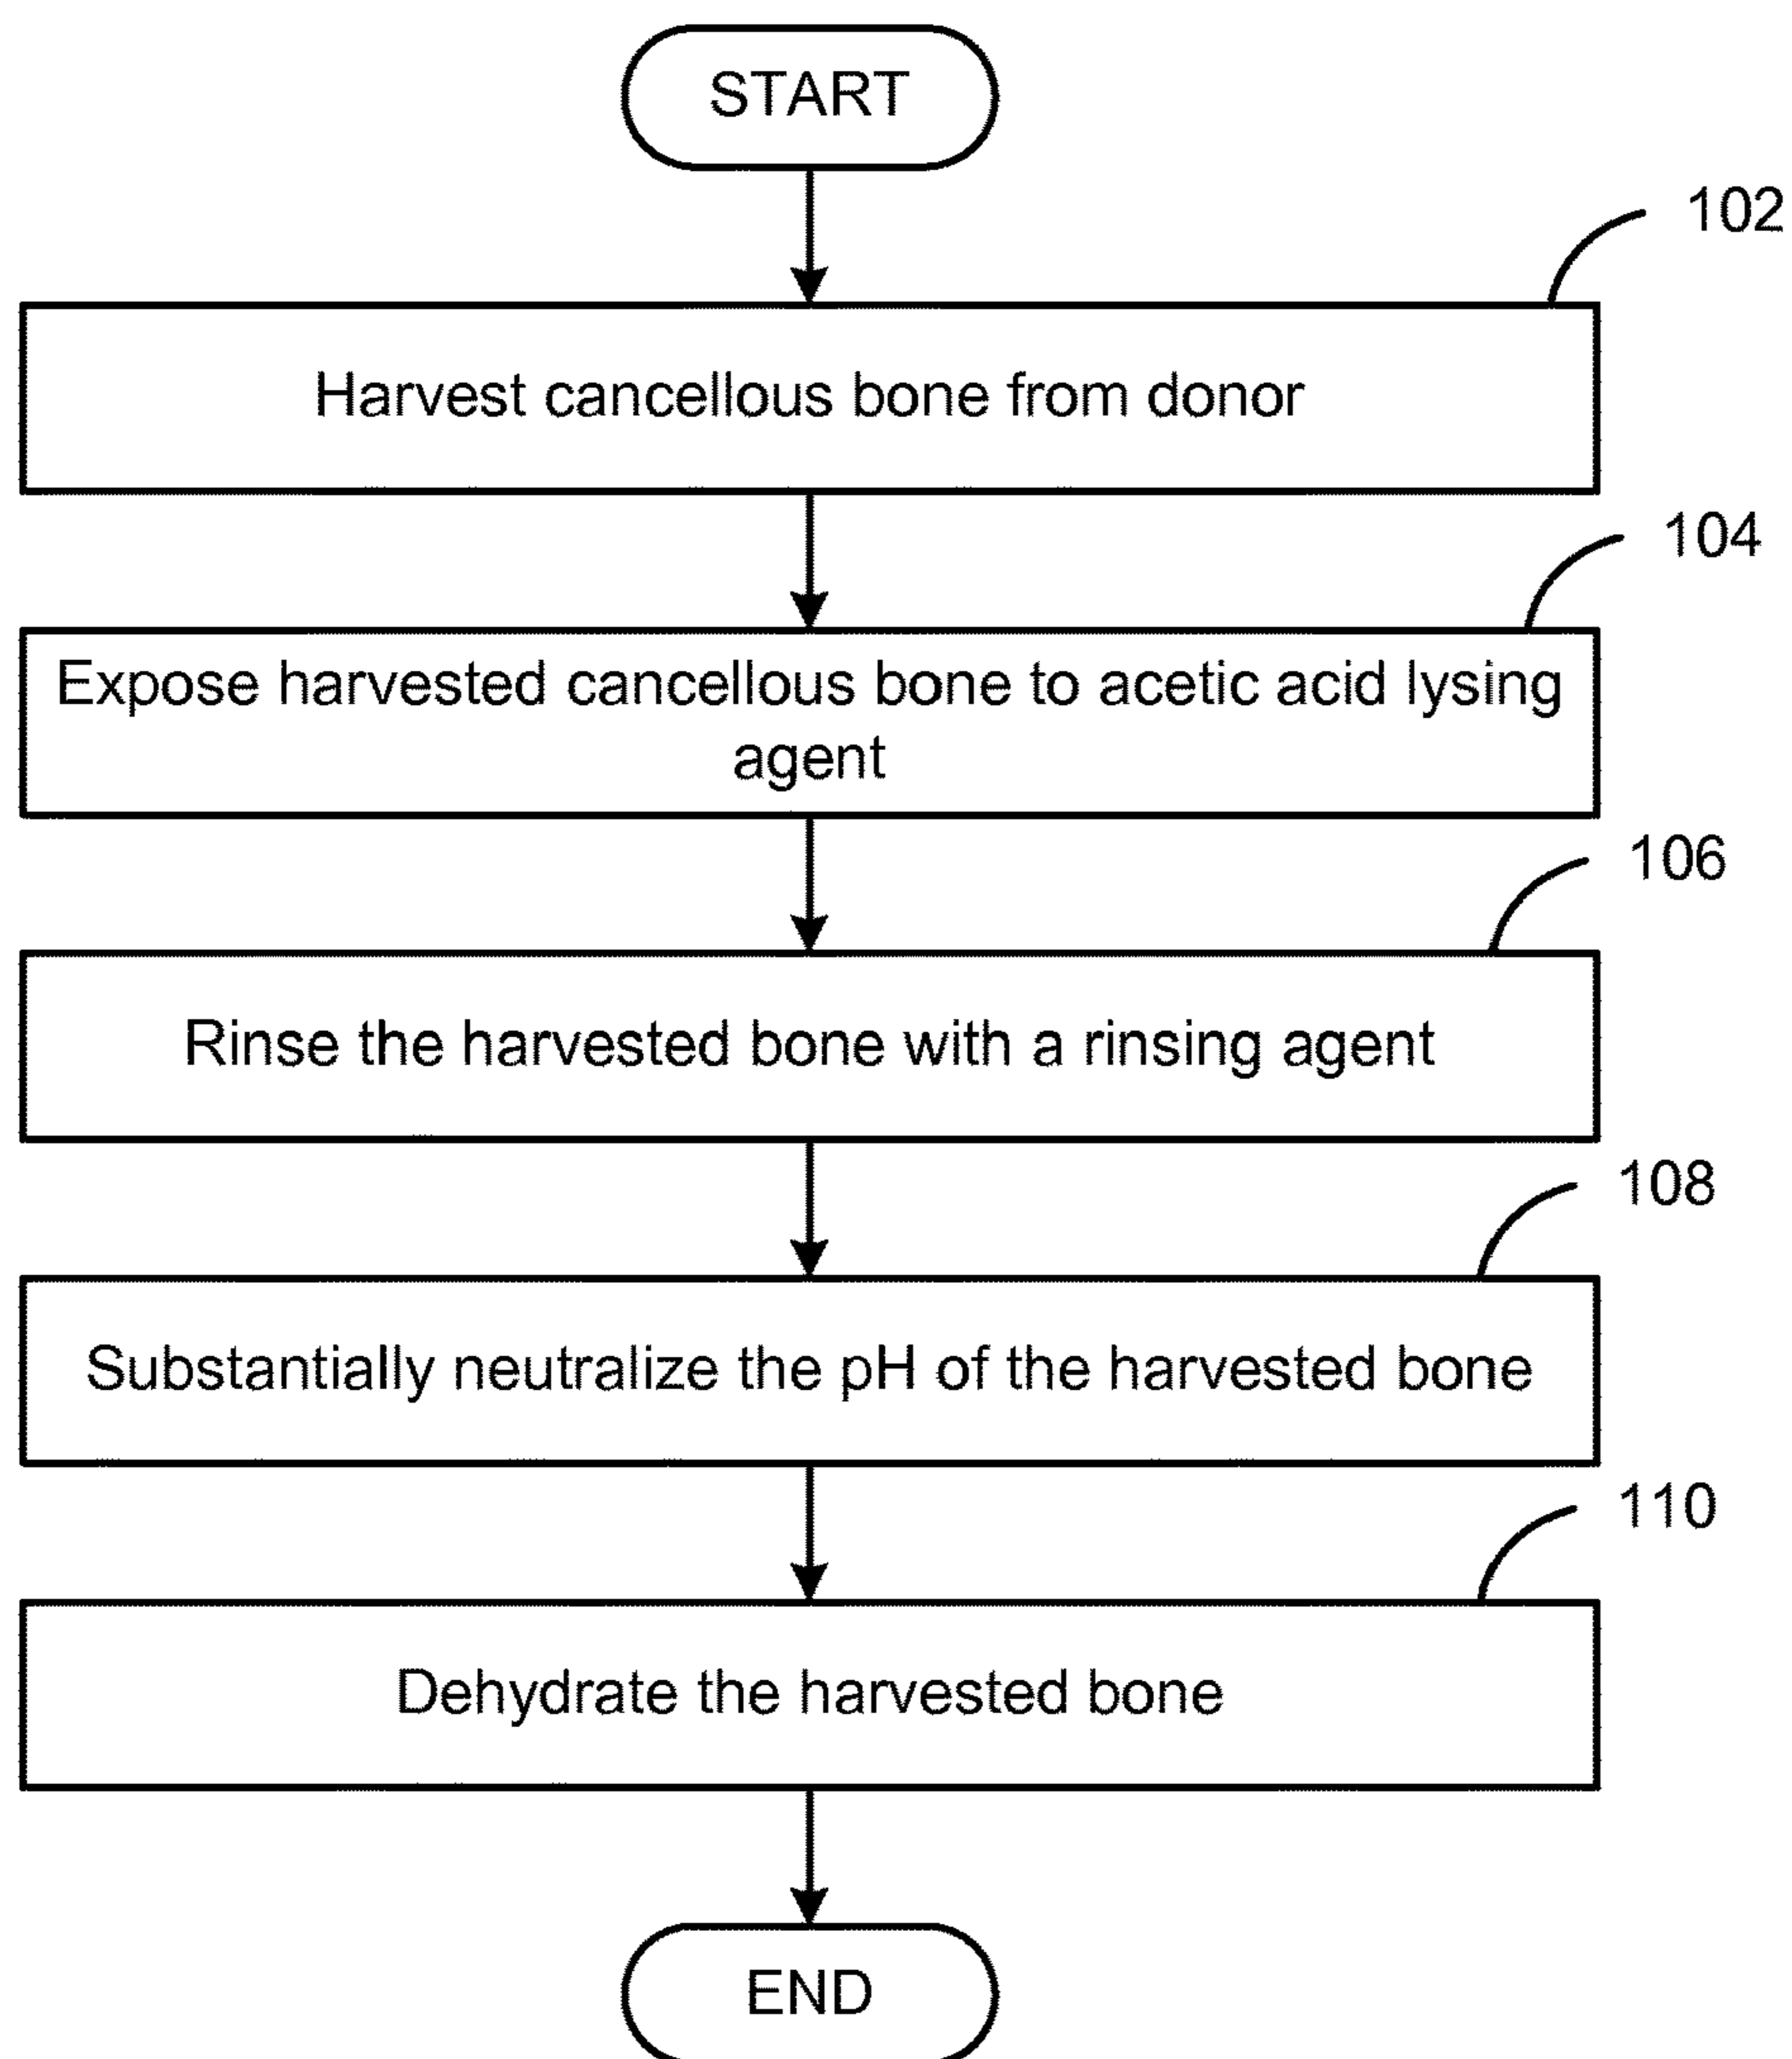 START
102
Harvest cancellous bone from donor
104
Expose harvested cancellous bone to acetic acid lysing
agent
106
Rinse the harvested bone with a rinsing agent
108
Substantially neutralize the pH of the harvested bone
110
Dehydrate the harvested bone
END